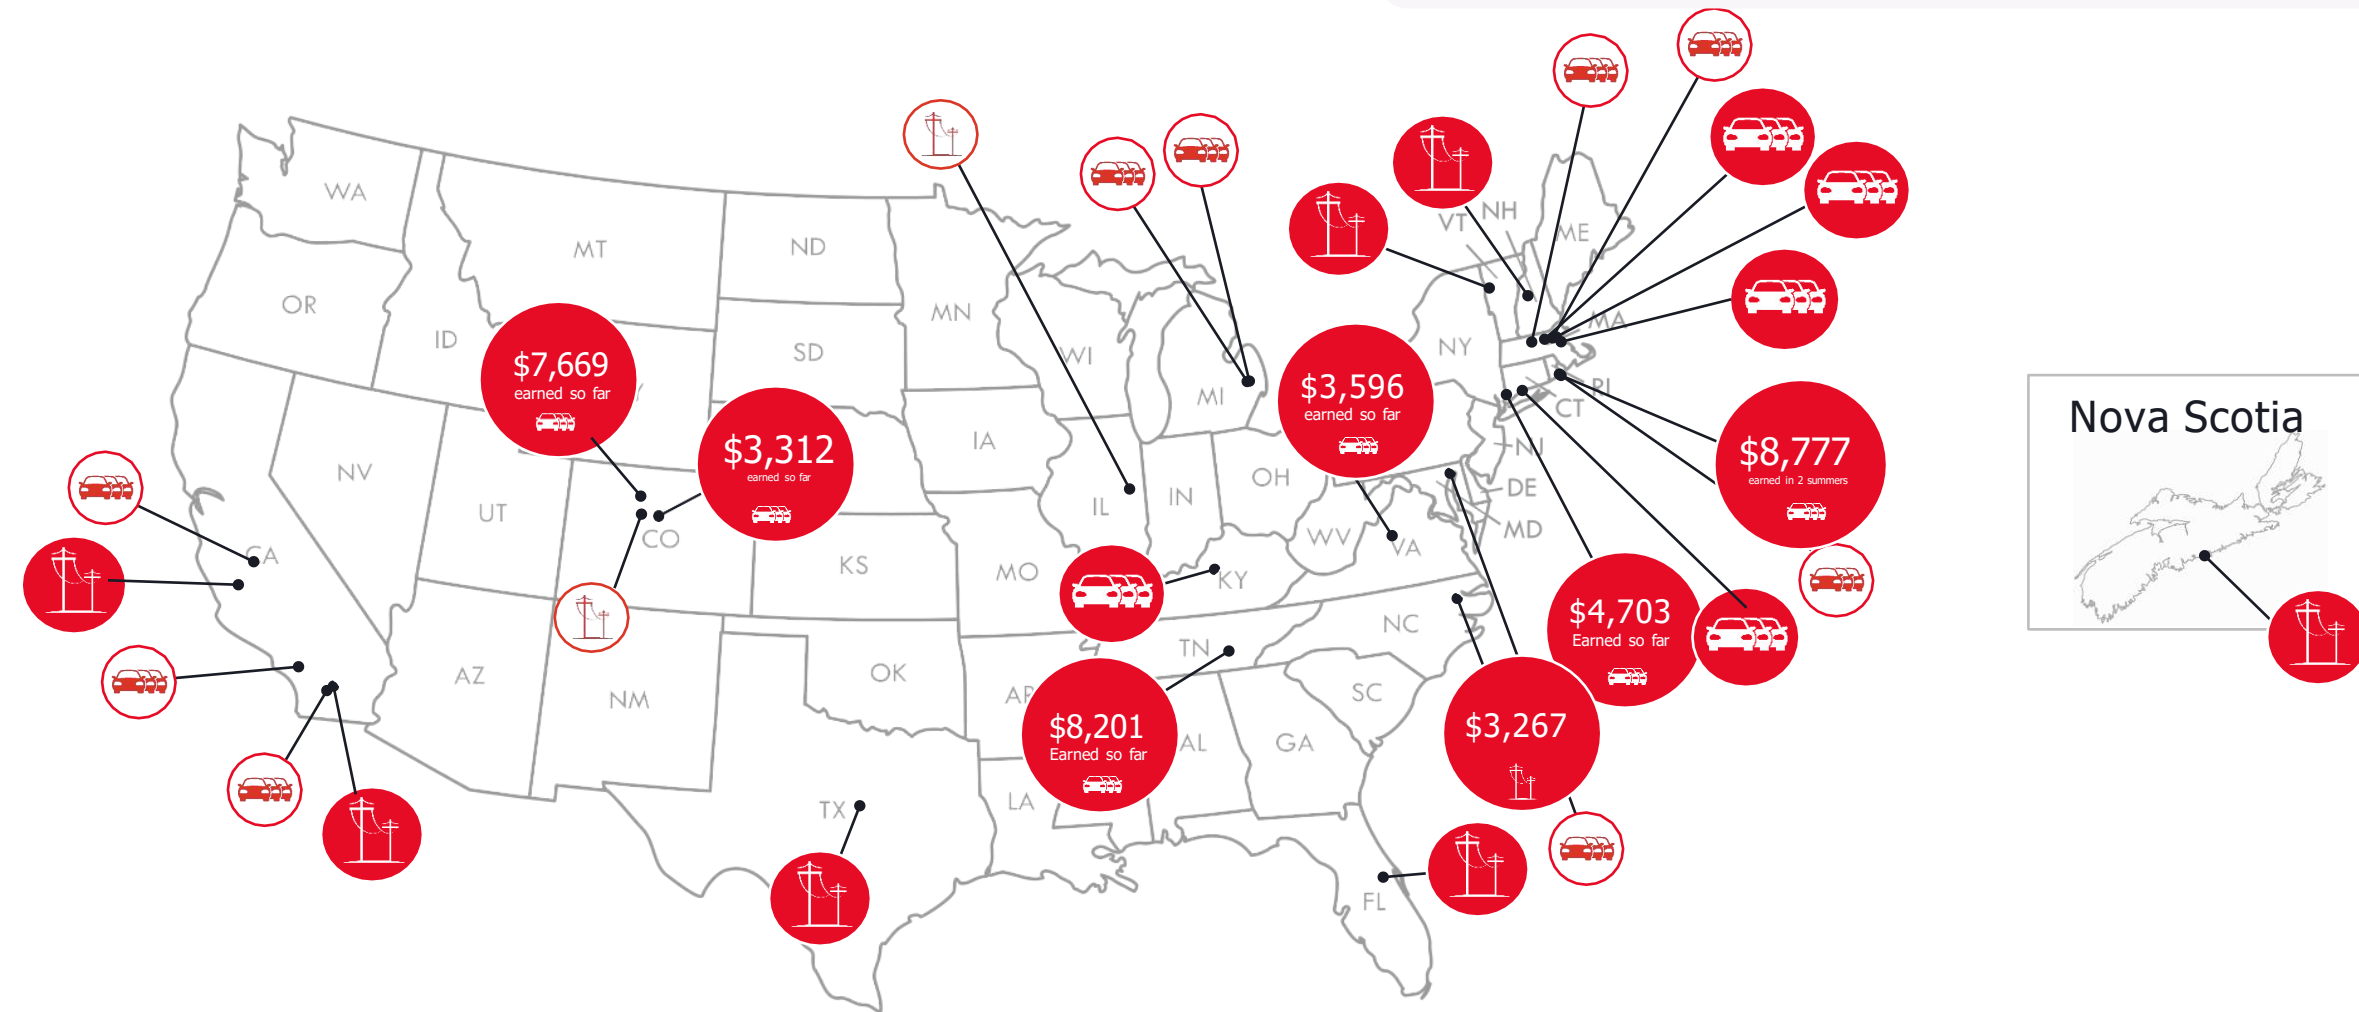 WA
MT
ND
MN
OR
ID
SD
WI
MI
NY
VT
NH
ME
MA
RI
CT
NJ
DE
MD
NV
UT
CO
CA
KS
IA
IL
IN
OH
WV
VA
KY
MO
AZ
NM
OK
TN
NC
SC
AL
GA
LA
TX
FL
$7,669
earned so far
$3,312
earned so far
$3,596
earned so far
$8,777
earned in 2 summers
$4,703
Earned so far
$8,201
Earned so far
$3,267
Nova Scotia